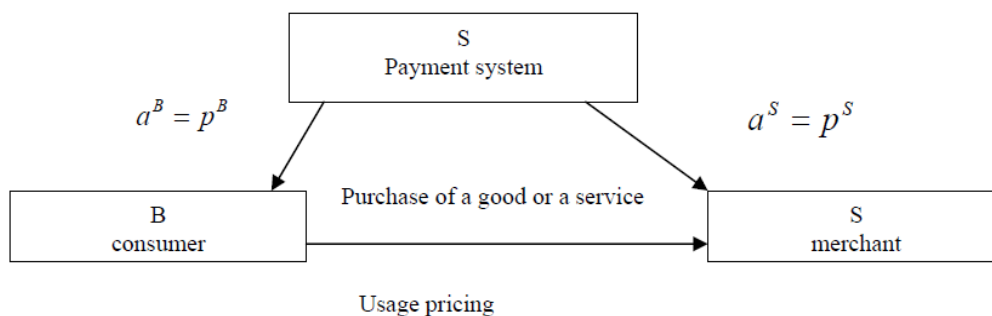 S
Payment system
a^B = p^B
a^S = p^S
Purchase of a good or a service
B
consumer
S
merchant
Usage pricing